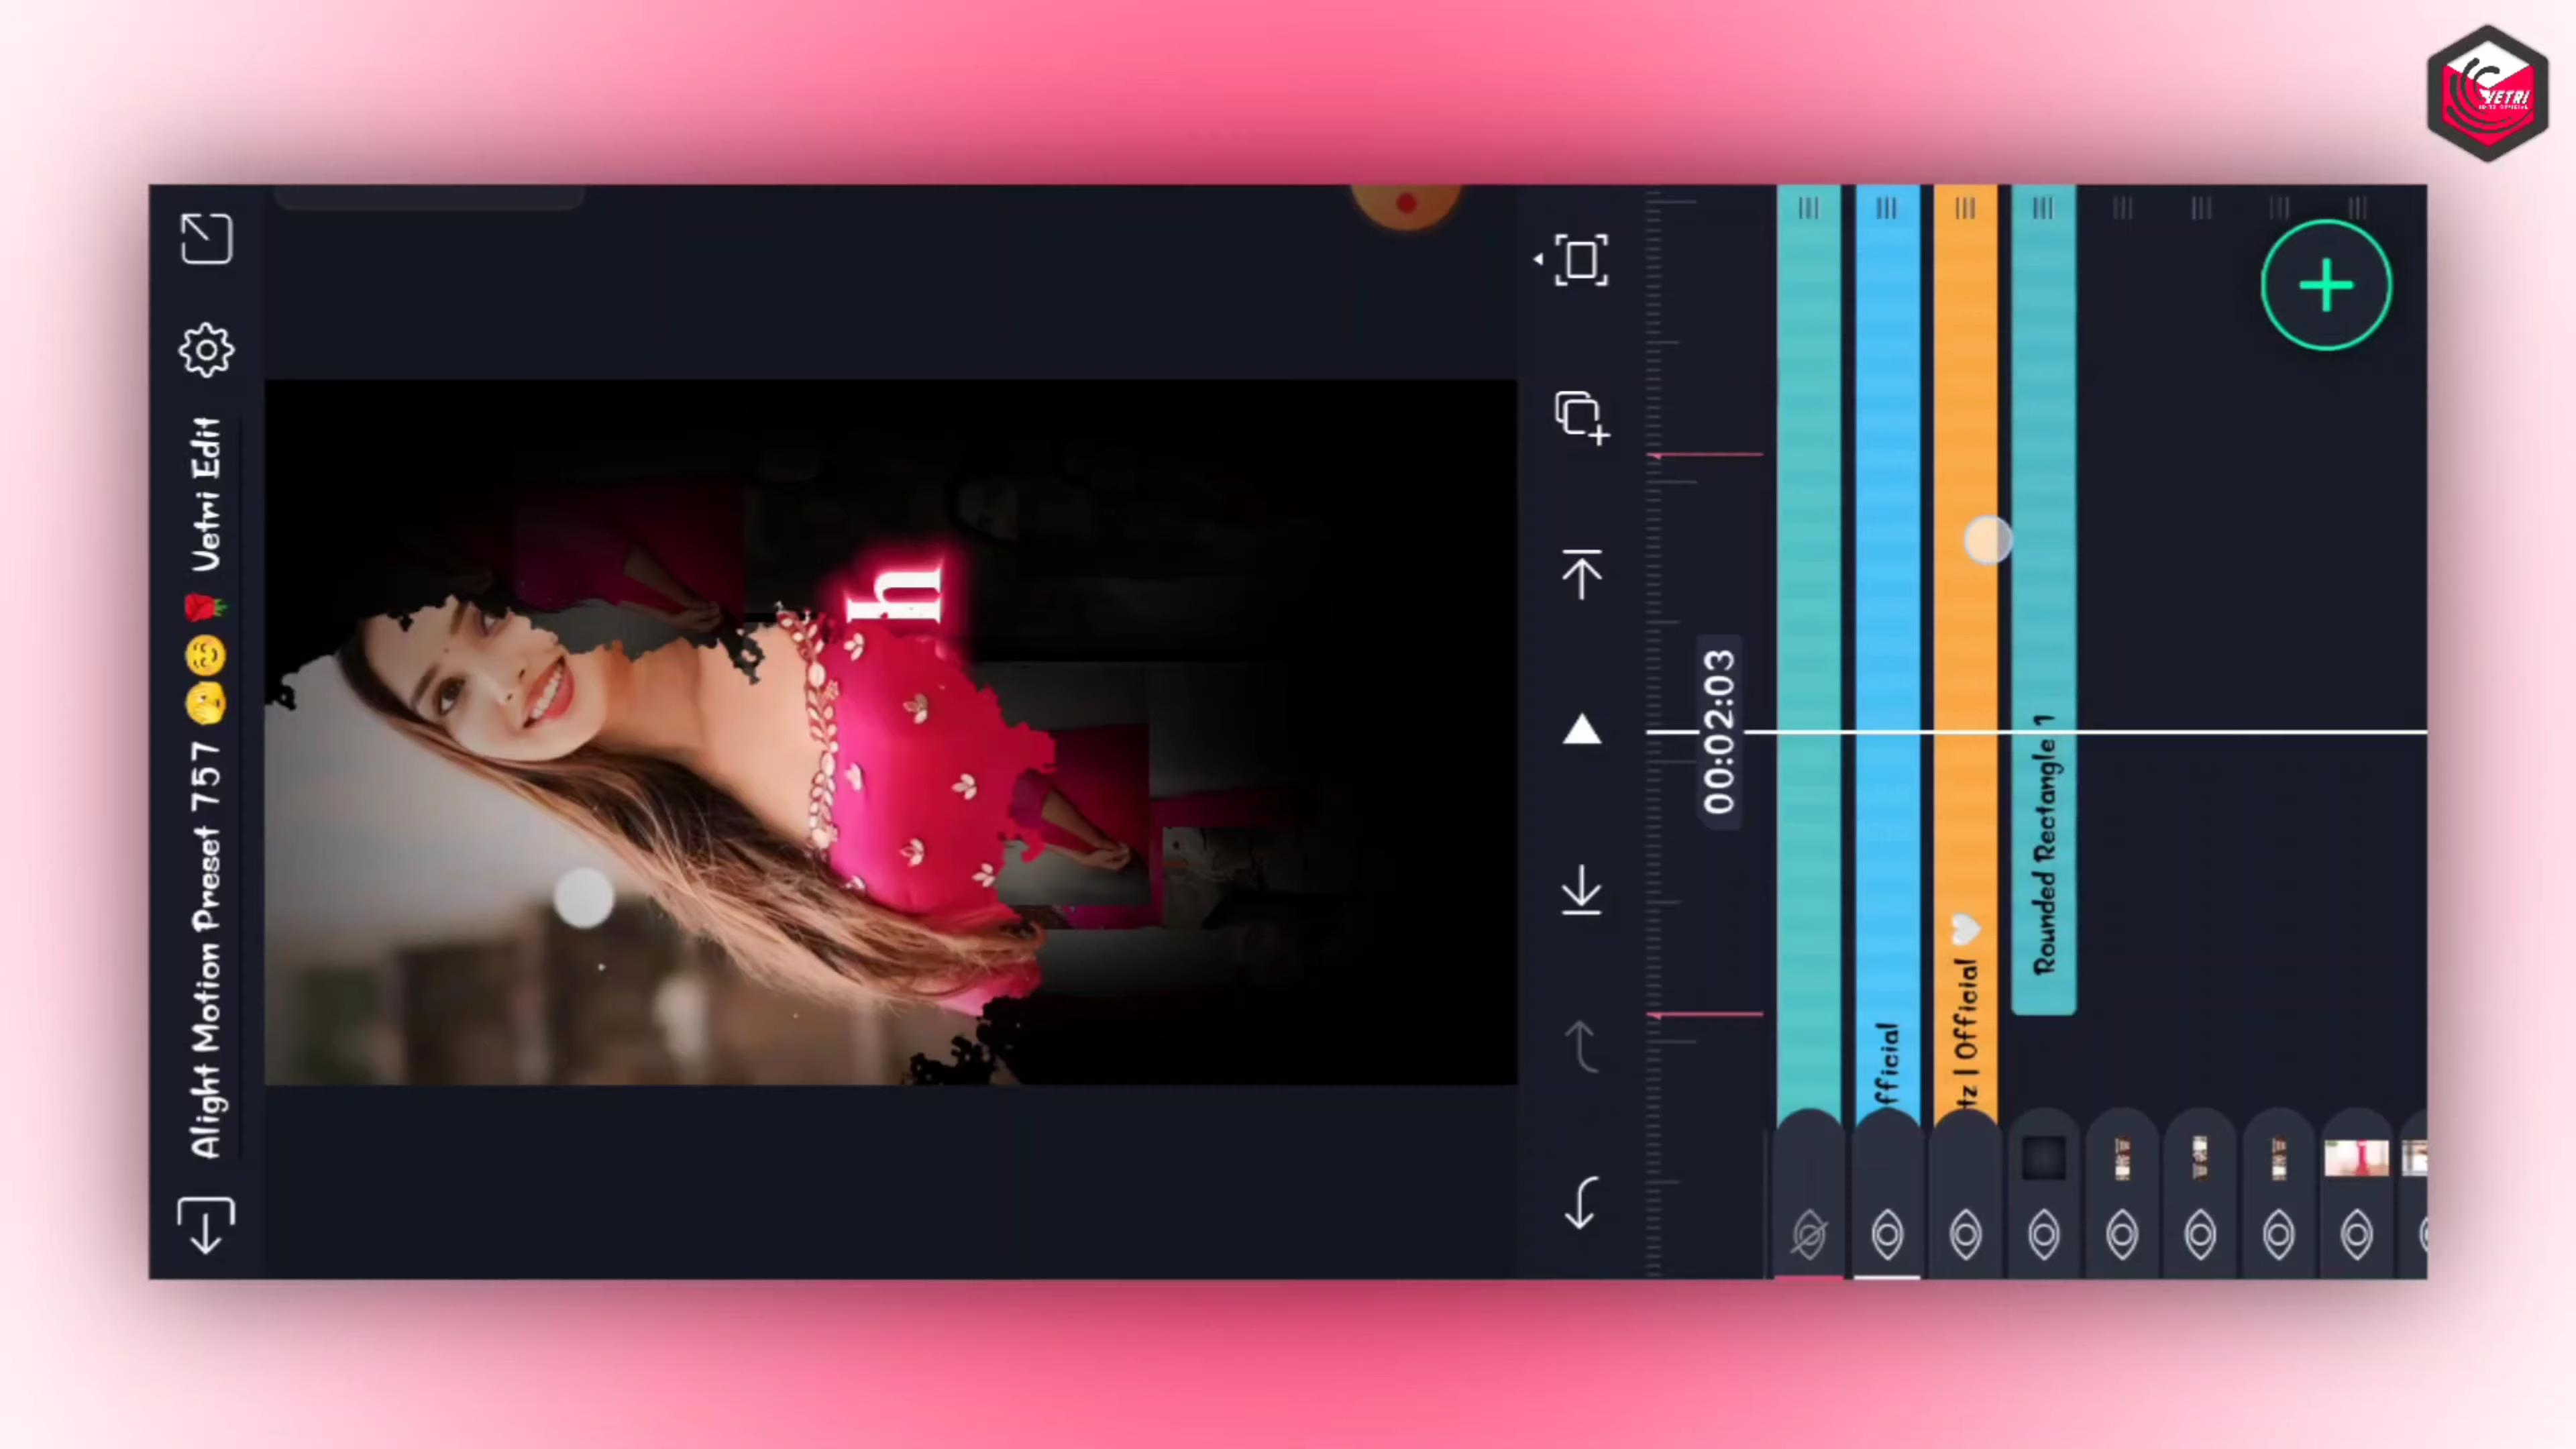 Alight Motion Preset 757 🫣😌🌹 Vetri Edit
h
00:02:03
fficial
tz | Official 🤍
Rounded Rectangle 1
VETRI